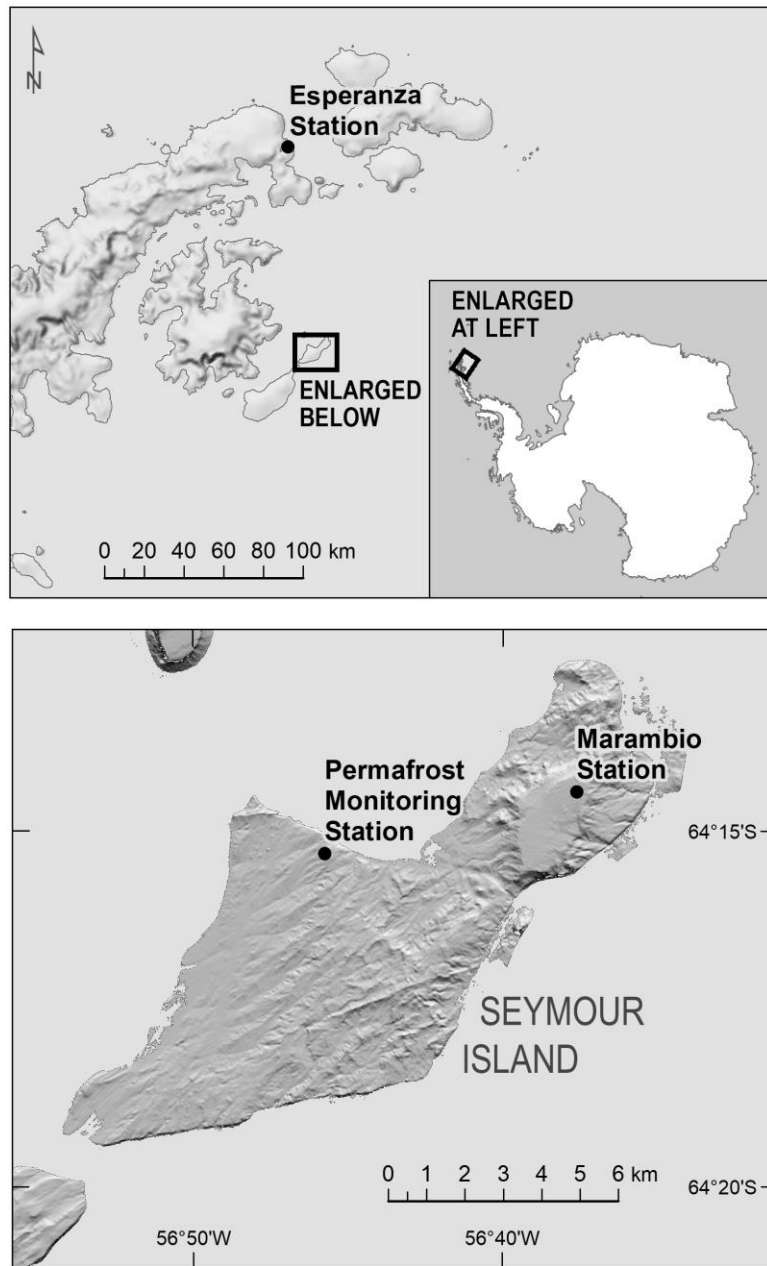 N
Esperanza
Station
ENLARGED
AT LEFT
ENLARGED
BELOW
0 20 40 60 80 100 km
Marambio
Station
Permafrost
Monitoring
Station
64°15'S
SEYMOUR
ISLAND
0 1 2 3 4 5 6 km
64°20'S
56°50'W 56°40'W